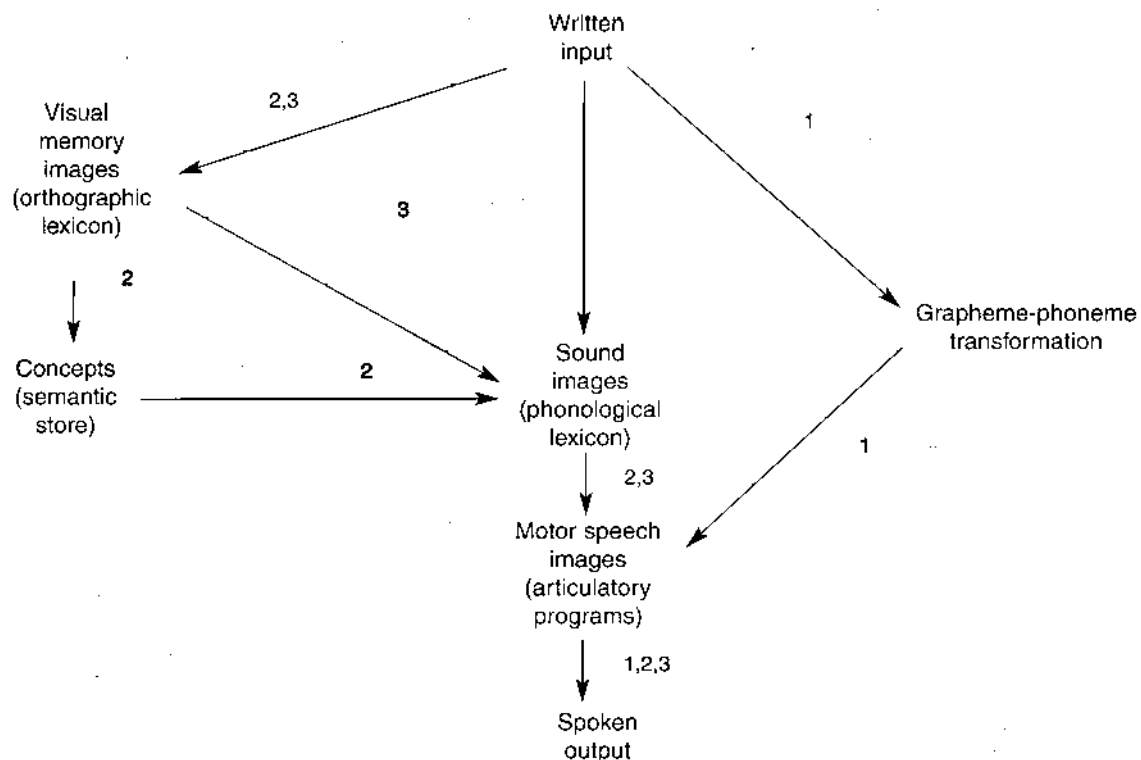 Written
input
2,3
1
Visual
memory
images
(orthographic
lexicon)
3
2
Grapheme-phoneme
transformation
Concepts
(semantic
store)
2
Sound
images
(phonological
lexicon)
1
2,3
Motor speech
images
(articulatory
programs)
1,2,3
Spoken
output